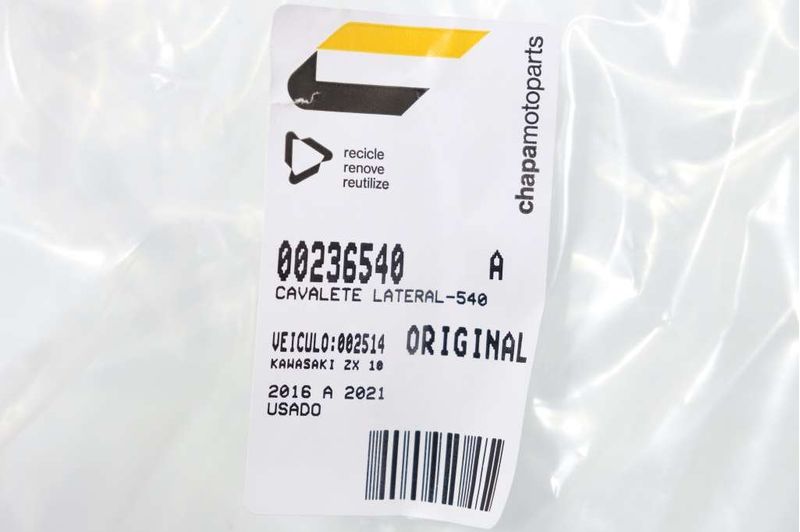 chapamotoparts
recicle
renove
reutilize
00236540 A
CAVALETE LATERAL-540
VEICULO:002514 ORIGINAL
KAWASAKI ZX 10
2016 A 2021
USADO